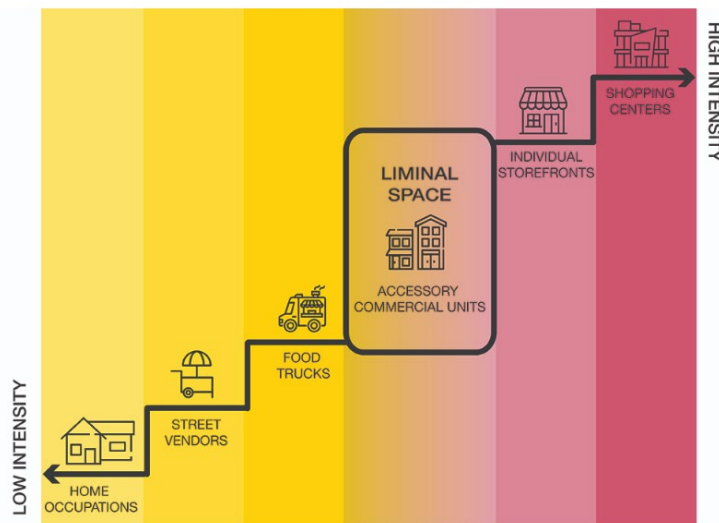 LOW INTENSITY
HOME
OCCUPATIONS
STREET
VENDORS
FOOD
TRUCKS
LIMINAL
SPACE
ACCESSORY
COMMERCIAL UNITS
INDIVIDUAL
STOREFRONTS
SHOPPING
CENTERS
HIGH INTENSITY